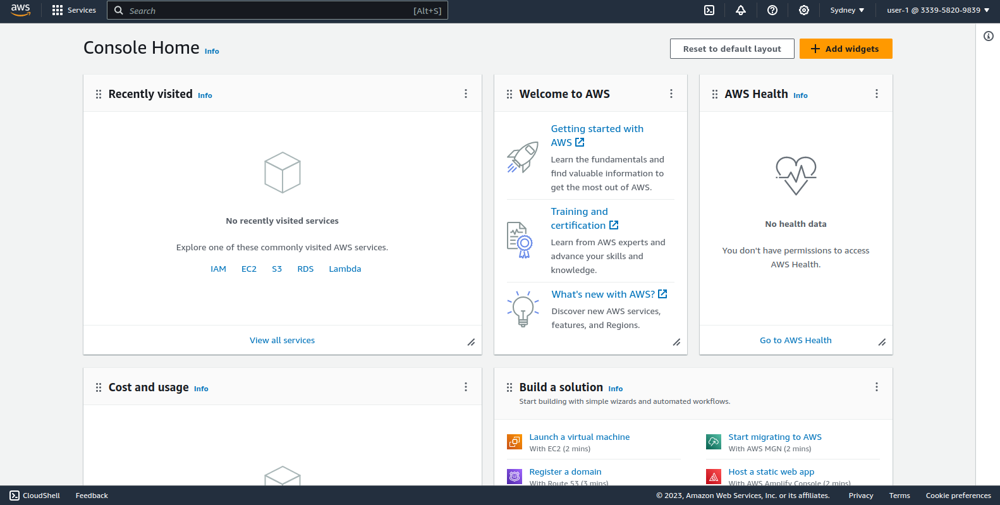 aws
Services
Search
[Alt+S]
Sydney
user-1 @ 3339-5820-9839
Console Home Info
Reset to default layout
Add widgets
Recently visited Info
No recently visited services
Explore one of these commonly visited AWS services.
IAM EC2 S3 RDS Lambda
View all services
Welcome to AWS
Getting started with
AWS
Learn the fundamentals and
find valuable information to
get the most out of AWS.
Training and
certification
Learn from AWS experts and
advance your skills and
knowledge.
What's new with AWS?
Discover new AWS services,
features, and Regions.
AWS Health Info
No health data
You don't have permissions to access
AWS Health.
Go to AWS Health
Cost and usage Info
Build a solution Info
Start building with simple wizards and automated workflows.
Launch a virtual machine
With EC2 (2 mins)
Start migrating to AWS
With AWS MGN (2 mins)
Register a domain
With Route 53 (3 mins)
Host a static web app
With AWS Amplify Console (2 mins)
CloudShell
Feedback
© 2023, Amazon Web Services, Inc. or its affiliates.
Privacy
Terms
Cookie preferences